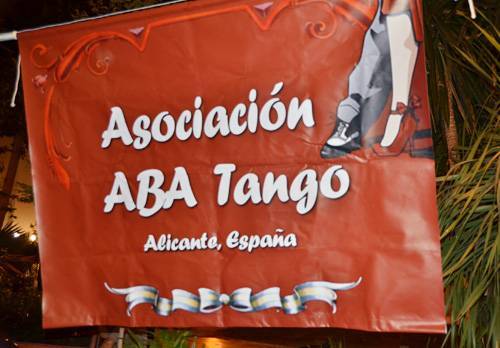 Asociación
ABA Tango
Alicante, España